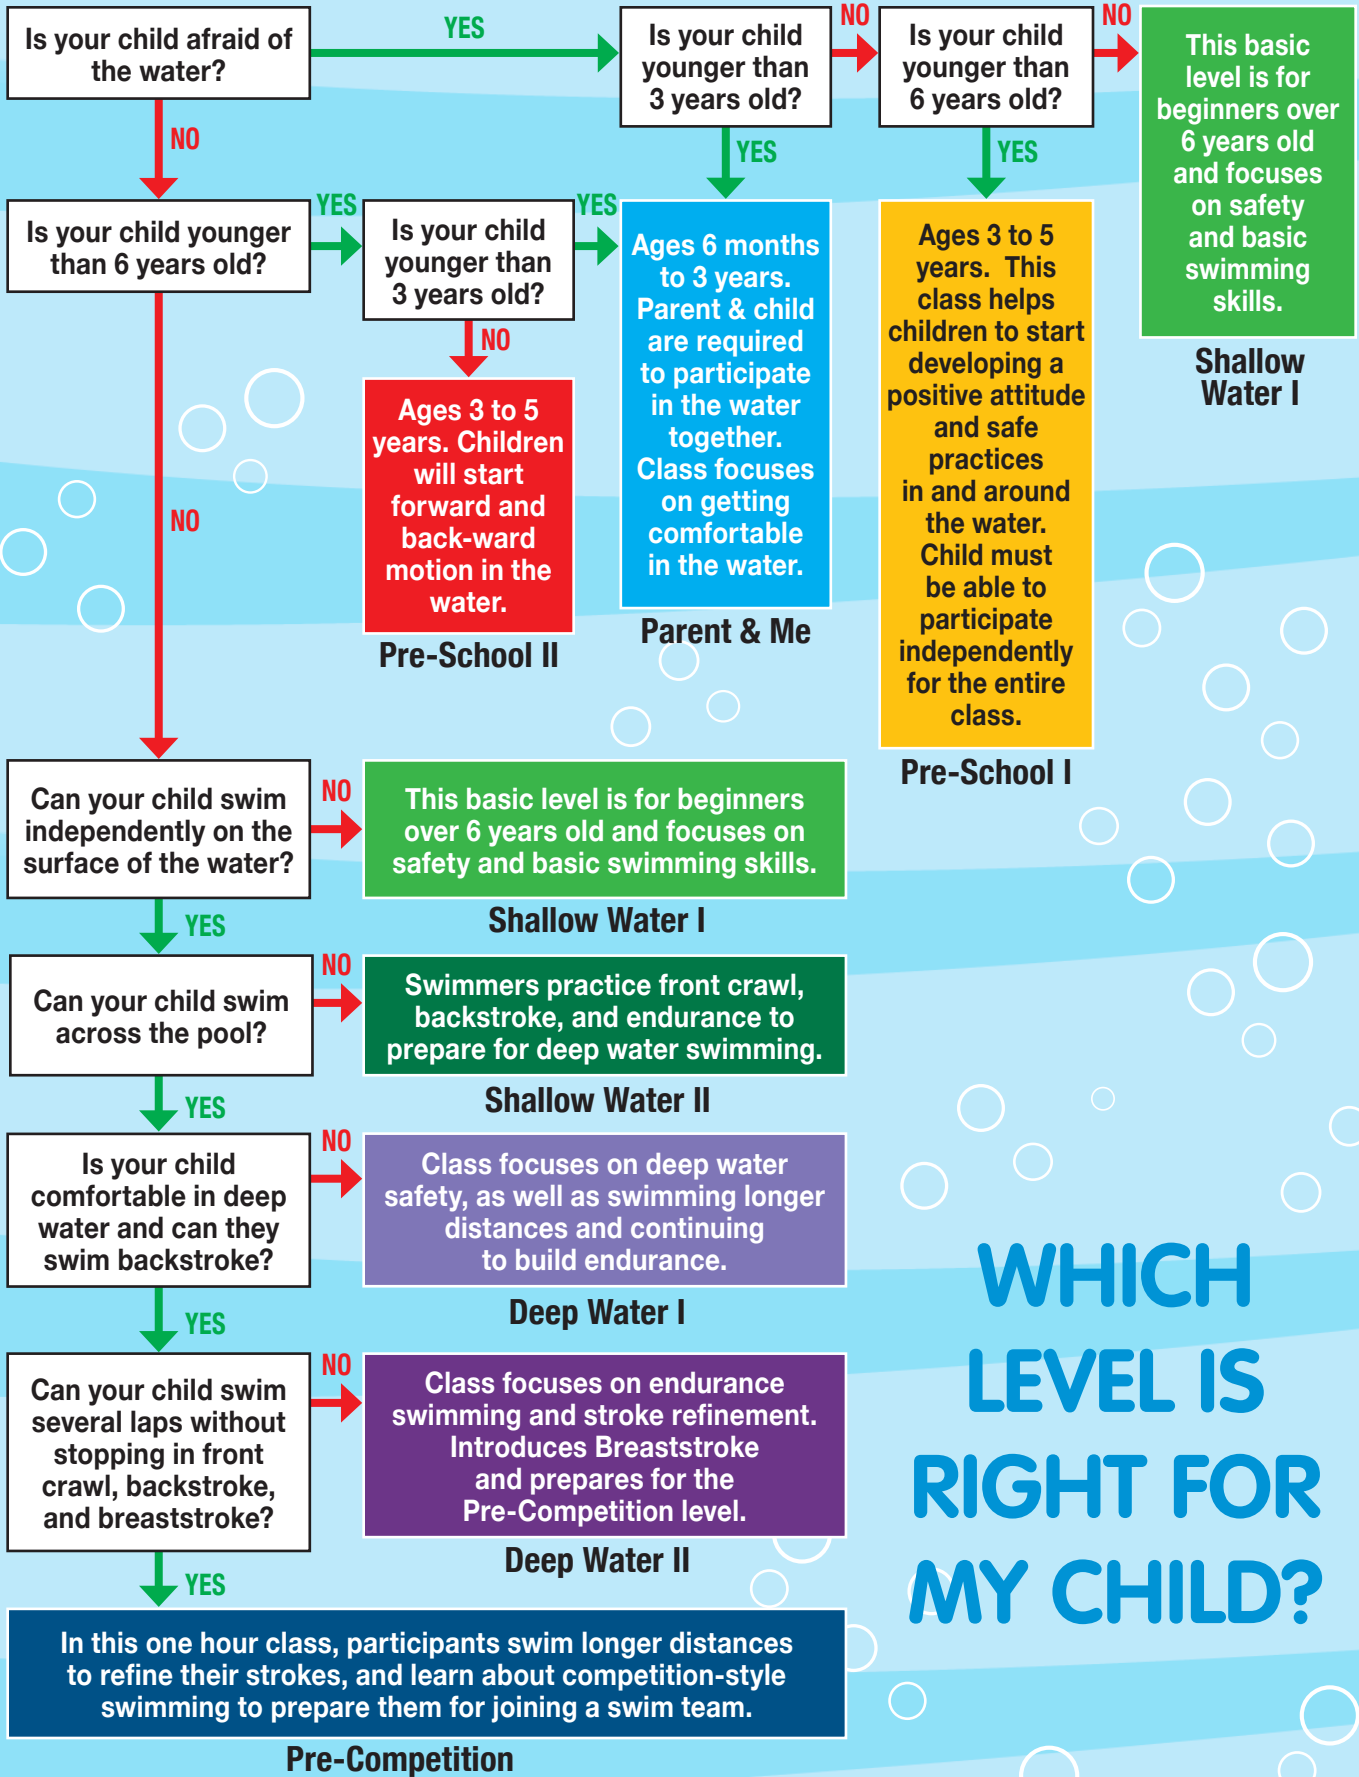 Is your child afraid of
the water?
YES
Is your child
younger than
3 years old?
NO
Is your child
younger than
6 years old?
NO
This basic
level is for
beginners over
6 years old
and focuses
on safety
and basic
swimming
skills.
Shallow
Water I
NO
YES
YES
Is your child younger
than 6 years old?
YES
Is your child
younger than
3 years old?
YES
Ages 6 months
to 3 years.
Parent & child
are required
to participate
in the water
together.
Class focuses
on getting
comfortable
in the water.
Parent & Me
Ages 3 to 5
years. This
class helps
children to start
developing a
positive attitude
and safe
practices
in and around
the water.
Child must
be able to
participate
independently
for the entire
class.
Pre-School I
NO
Ages 3 to 5
years. Children
will start
forward and
back-ward
motion in the
water.
Pre-School II
NO
Can your child swim
independently on the
surface of the water?
NO
This basic level is for beginners
over 6 years old and focuses on
safety and basic swimming skills.
Shallow Water I
YES
Can your child swim
across the pool?
NO
Swimmers practice front crawl,
backstroke, and endurance to
prepare for deep water swimming.
Shallow Water II
YES
Is your child
comfortable in deep
water and can they
swim backstroke?
NO
Class focuses on deep water
safety, as well as swimming longer
distances and continuing
to build endurance.
Deep Water I
YES
Can your child swim
several laps without
stopping in front
crawl, backstroke,
and breaststroke?
NO
Class focuses on endurance
swimming and stroke refinement.
Introduces Breaststroke
and prepares for the
Pre-Competition level.
Deep Water II
YES
In this one hour class, participants swim longer distances
to refine their strokes, and learn about competition-style
swimming to prepare them for joining a swim team.
Pre-Competition
WHICH
LEVEL IS
RIGHT FOR
MY CHILD?